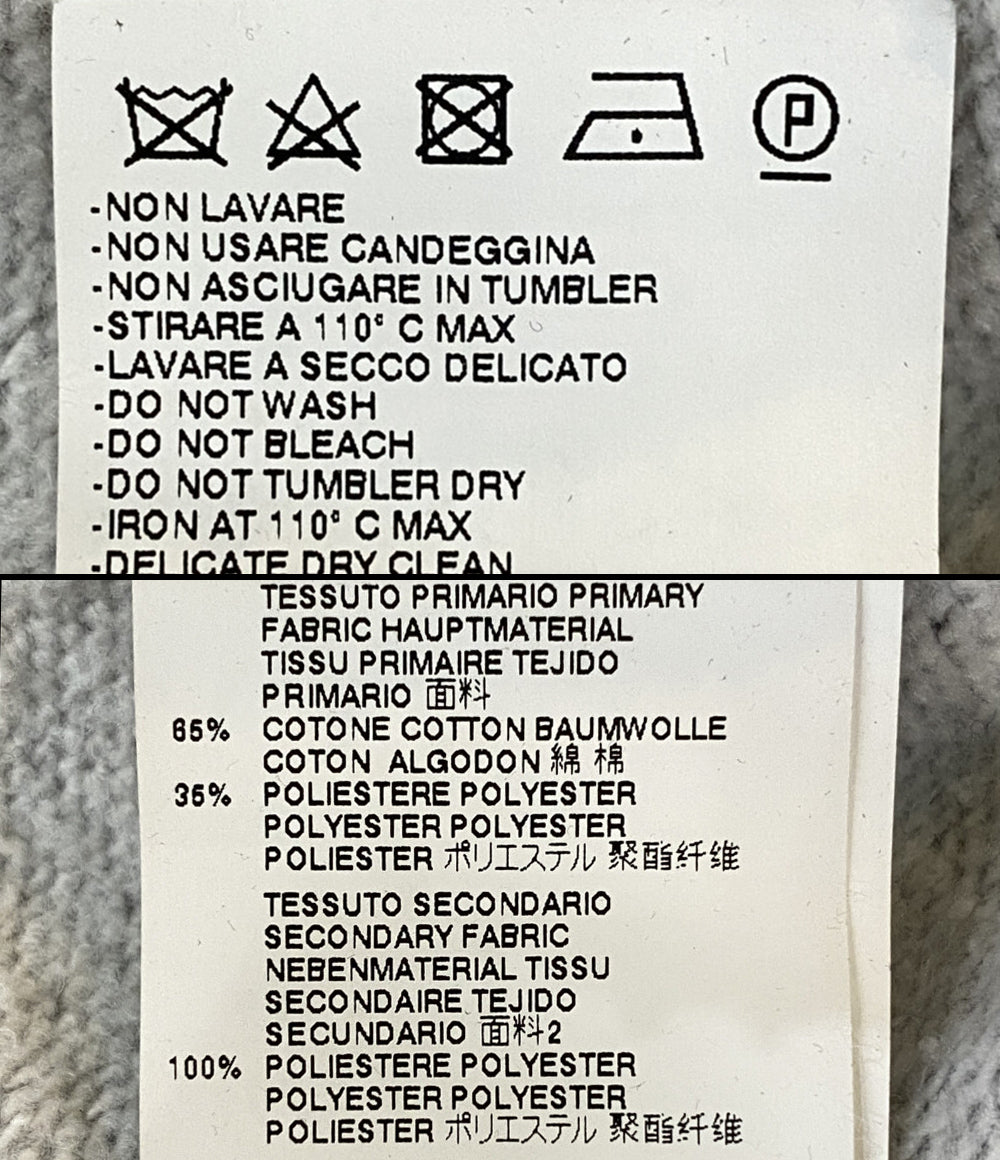 P
-NON LAVARE
-NON USARE CANDEGGINA
-NON ASCIUGARE IN TUMBLER
-STIRARE A 110° C MAX
-LAVARE A SECCO DELICATO
-DO NOT WASH
-DO NOT BLEACH
-DO NOT TUMBLER DRY
-IRON AT 110° C MAX
-DELICATE DRY CLEAN
TESSUTO PRIMARIO PRIMARY
FABRIC HAUPTMATERIAL
TISSU PRIMAIRE TEJIDO
PRIMARIO 面料
65% COTONE COTTON BAUMWOLLE
COTON ALGODON 綿 棉
35% POLIESTERE POLYESTER
POLYESTER POLYESTER
POLIESTER ポリエステル 聚酯纤维
TESSUTO SECONDARIO
SECONDARY FABRIC
NEBENMATERIAL TISSU
SECONDAIRE TEJIDO
SECUNDARIO 面料2
100% POLIESTERE POLYESTER
POLYESTER POLYESTER
POLIESTER ポリエステル 聚酯纤维